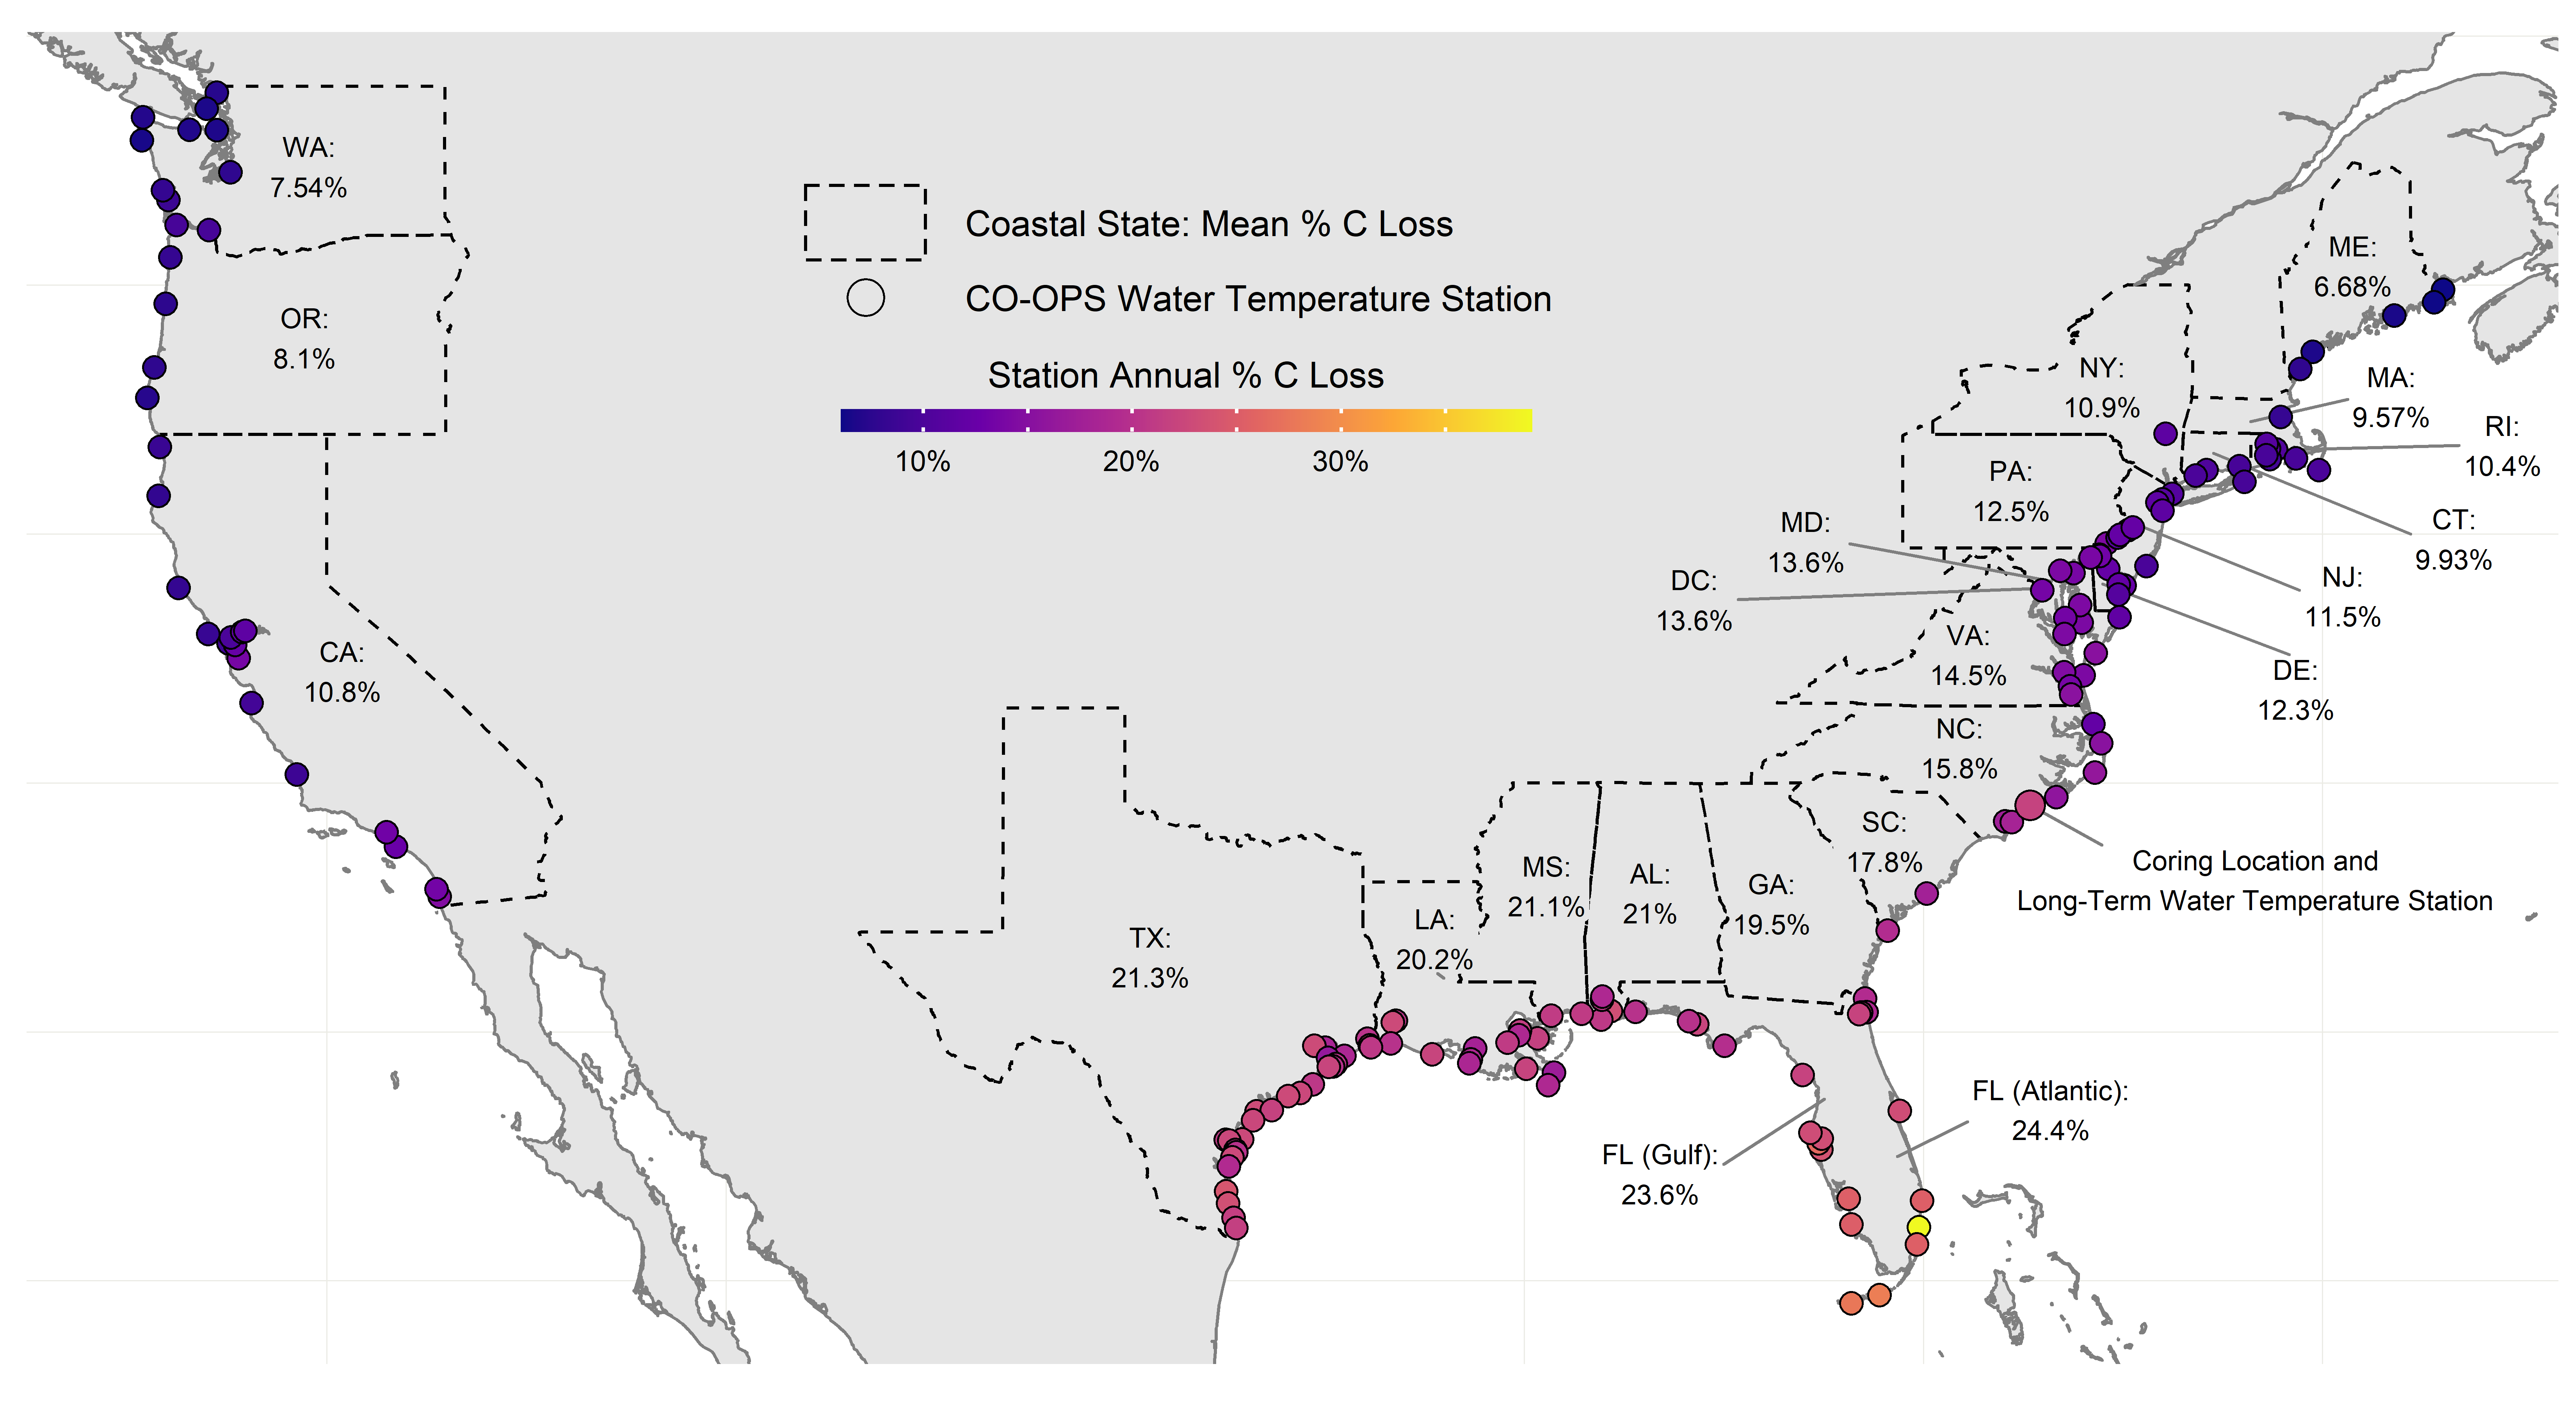 WA:
7.54%
OR:
8.1%
CA:
10.8%
Coastal State: Mean % C Loss
CO-OPS Water Temperature Station
Station Annual % C Loss
10%
20%
30%
ME:
6.68%
NY:
10.9%
MA:
9.57%
RI:
10.4%
PA:
12.5%
CT:
9.93%
MD:
13.6%
DC:
13.6%
NJ:
11.5%
VA:
14.5%
DE:
12.3%
NC:
15.8%
SC:
17.8%
Coring Location and
Long-Term Water Temperature Station
MS:
21.1%
AL:
21%
GA:
19.5%
LA:
20.2%
TX:
21.3%
FL (Atlantic):
24.4%
FL (Gulf):
23.6%